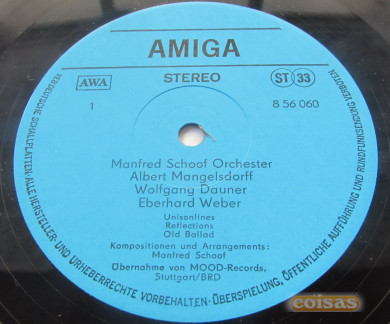 AMIGA
STEREO
AWA
ST 33
1
8 56 060
Manfred Schoof Orchester
Albert Mangelsdorff
Wolfgang Dauner
Eberhard Weber
Unisonlines
Reflections
Old Ballad
Kompositionen und Arrangements:
Manfred Schoof
Übernahme von MOOD-Records,
Stuttgart/BRD
VEB DEUTSCHE SCHALLPLATTEN·ALLE HERSTELLER- UND URHEBERRECHTE VORBEHALTEN·ÜBERSPIELUNG, ÖFFENTLICHE AUFFÜHRUNG UND RUNDFUNKSENDUNG VERBOTEN
coisas